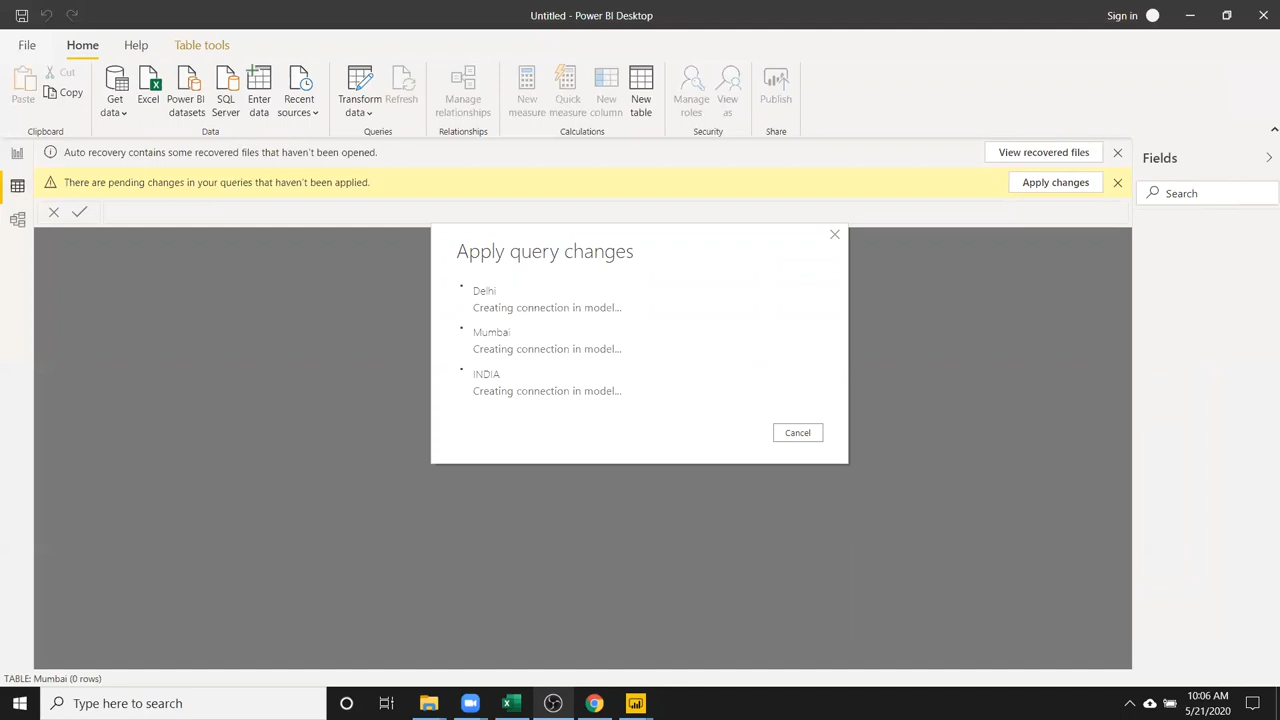 Untitled - Power BI Desktop
Sign in
File
Home
Help
Table tools
Paste
Cut
Copy
Get data
Excel
Power BI datasets
SQL Server
Enter data
Recent sources
Transform data
Refresh
Manage relationships
New measure
Quick measure
New column
New table
Manage roles
View as
Publish
Clipboard
Data
Queries
Relationships
Calculations
Security
Share
Auto recovery contains some recovered files that haven't been opened.
View recovered files
There are pending changes in your queries that haven't been applied.
Apply changes
Fields
Search
Apply query changes
Delhi
Creating connection in model...
Mumbai
Creating connection in model...
INDIA
Creating connection in model...
Cancel
TABLE: Mumbai (0 rows)
Type here to search
10:06 AM
5/21/2020